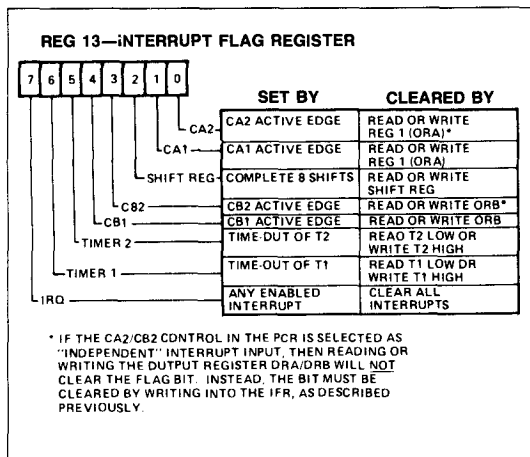 REG 13—iNTERRUPT FLAG REGISTER
7 6 5 4 3 2 1 0
SET BY CLEARED BY
CA2 CA2 ACTIVE EDGE READ OR WRITE
REG 1 (ORA)*
CA1 CA1 ACTIVE EDGE READ OR WRITE
REG 1 (ORA)
SHIFT REG COMPLETE 8 SHIFTS READ OR WRITE
SHIFT REG
CB2 CB2 ACTIVE EDGE READ OR WRITE ORB*
CB1 CB1 ACTIVE EDGE READ OR WRITE ORB
TIMER 2 TIME-OUT OF T2 READ T2 LOW OR
WRITE T2 HIGH
TIMER 1 TIME-OUT OF T1 READ T1 LOW OR
WRITE T1 HIGH
IRQ ANY ENABLED CLEAR ALL
INTERRUPT INTERRUPTS
* IF THE CA2/CB2 CONTROL IN THE PCR IS SELECTED AS
"INDEPENDENT" INTERRUPT INPUT, THEN READING OR
WRITING THE OUTPUT REGISTER ORA/ORB WILL NOT
CLEAR THE FLAG BIT. INSTEAD, THE BIT MUST BE
CLEARED BY WRITING INTO THE IFR, AS DESCRIBED
PREVIOUSLY.